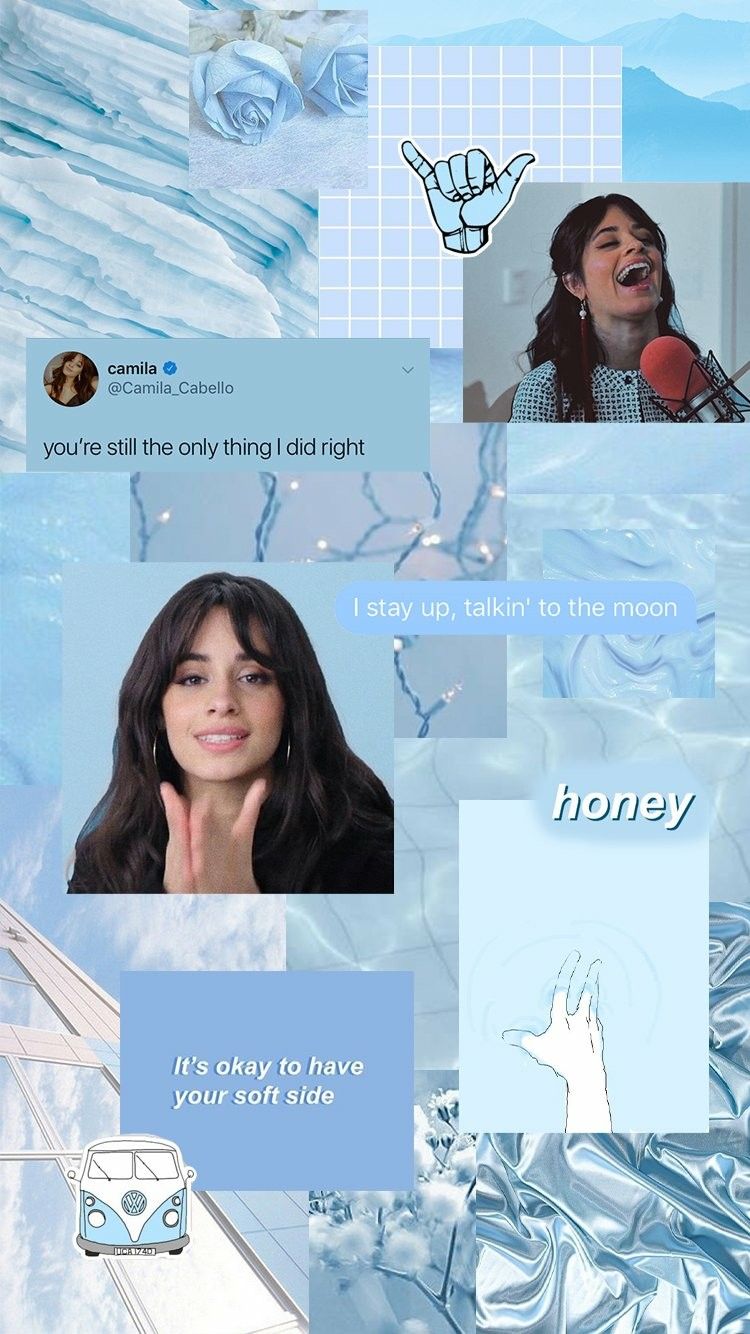 camila
@Camila_Cabello
you're still the only thing I did right
I stay up, talkin' to the moon
honey
It's okay to have
your soft side